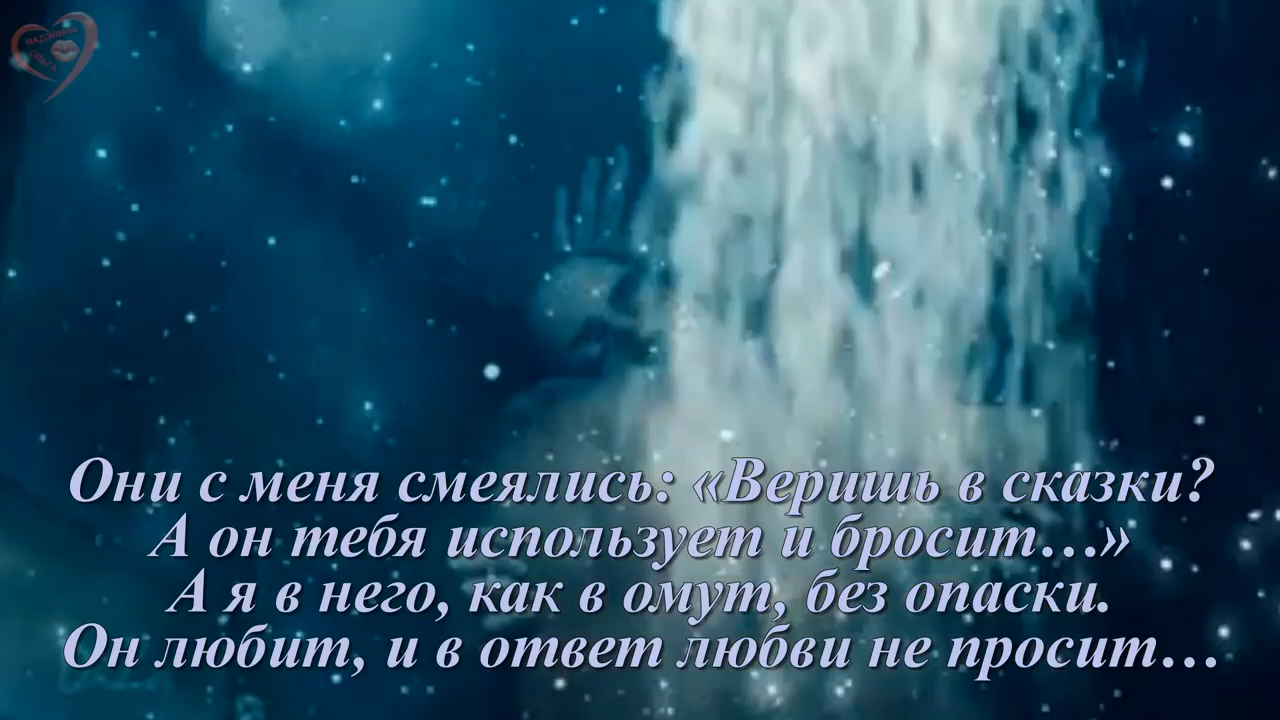 Они с меня смеялись: «Веришь в сказки?
А он тебя использует и бросит…»
А я в него, как в омут, без опаски.
Он любит, и в ответ любви не просит…